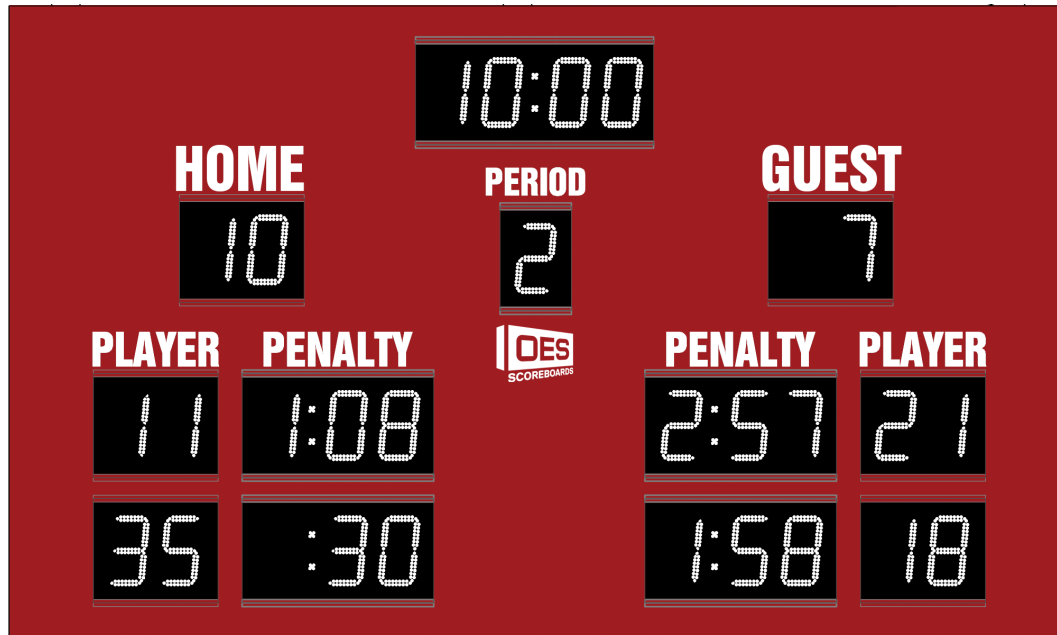 10:00
HOME PERIOD GUEST
10 2 7
PLAYER PENALTY OES SCOREBOARDS PENALTY PLAYER
11 1:08 2:57 21
35 :30 1:58 18